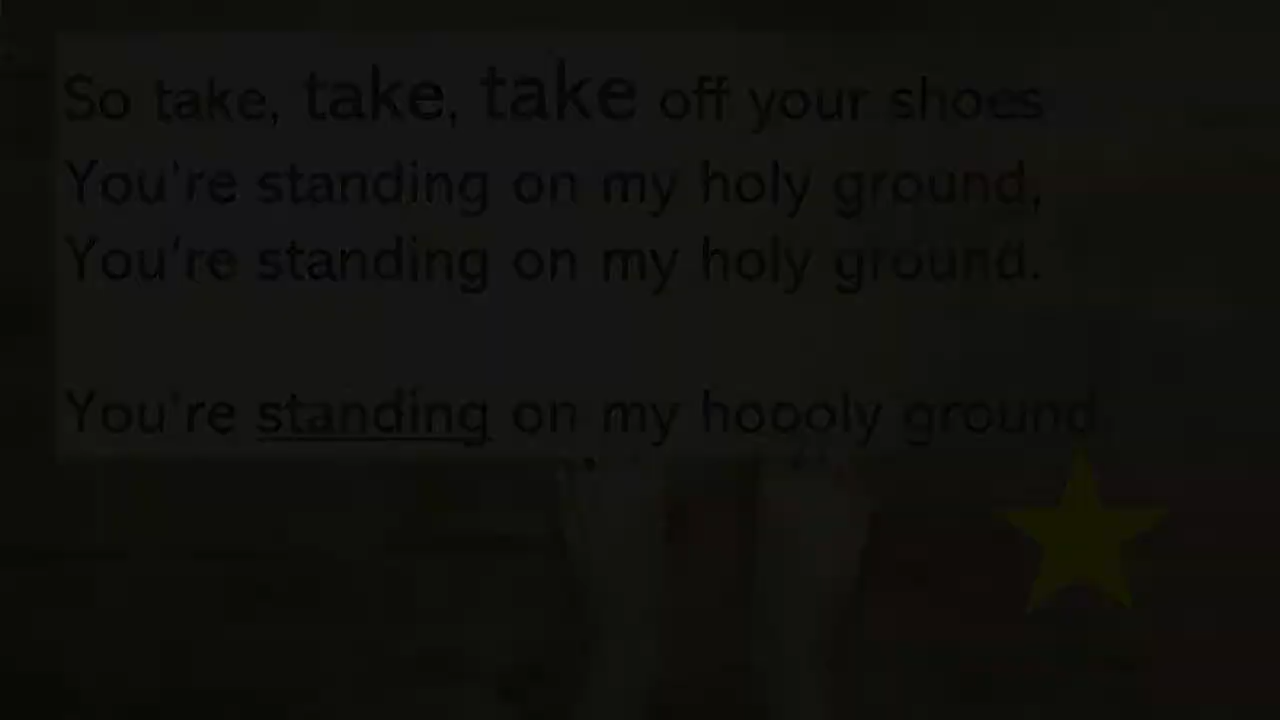 So take, take, take off your shoes
You're standing on my holy ground,
You're standing on my holy ground.
You're standing on my hoooly ground